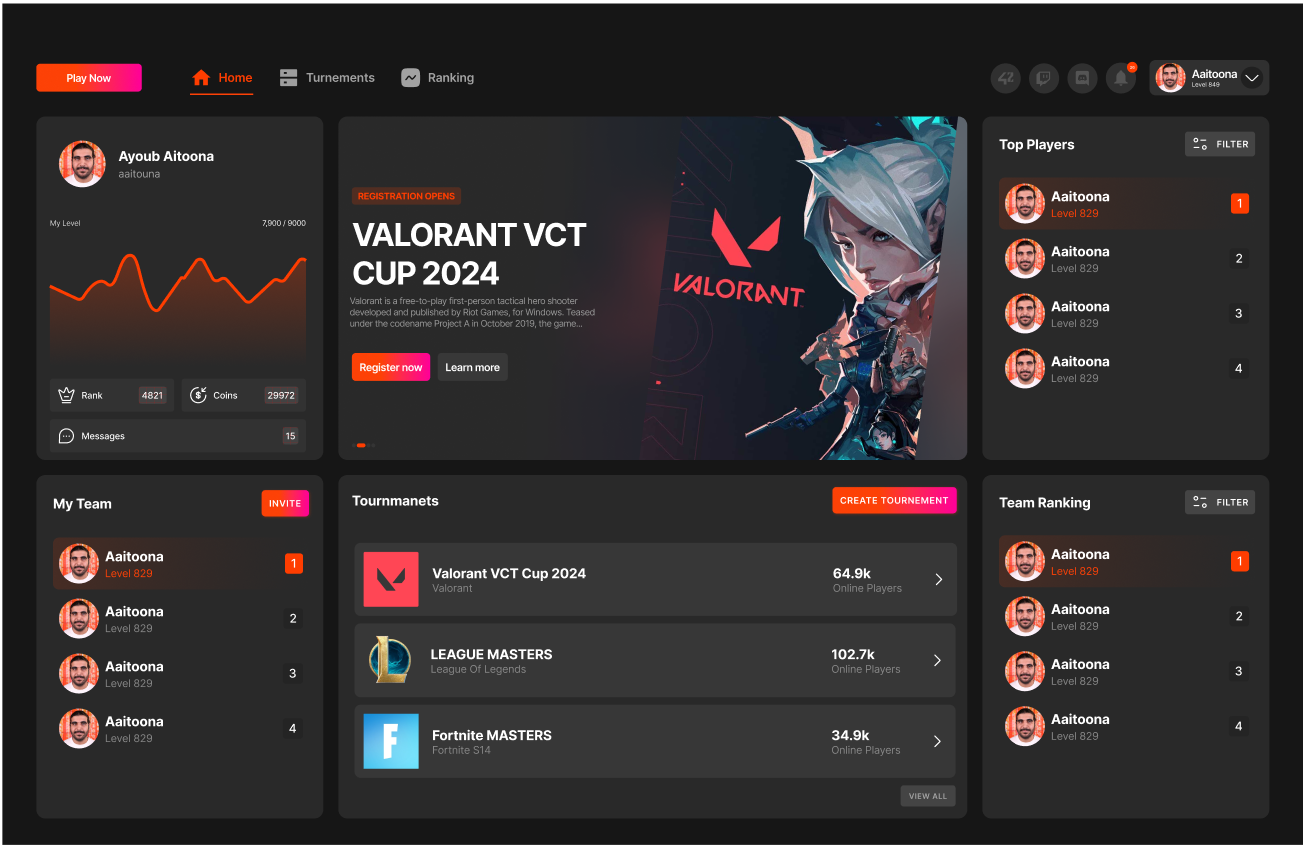 Play Now
Home
Turnements
Ranking
42
Aaitoona
Level 849
Ayoub Aitoona
aaitouna
My Level
7,900 / 9000
Rank
4821
Coins
29972
Messages
15
REGISTRATION OPENS
VALORANT VCT
CUP 2024
Valorant is a free-to-play first-person tactical hero shooter
developed and published by Riot Games, for Windows. Teased
under the codename Project A in October 2019, the game...
Register now
Learn more
VALORANT
Top Players
FILTER
Aaitoona
Level 829
1
Aaitoona
Level 829
2
Aaitoona
Level 829
3
Aaitoona
Level 829
4
My Team
INVITE
Aaitoona
Level 829
1
Aaitoona
Level 829
2
Aaitoona
Level 829
3
Aaitoona
Level 829
4
Tournmanets
CREATE TOURNEMENT
Valorant VCT Cup 2024
Valorant
64.9k
Online Players
LEAGUE MASTERS
League Of Legends
102.7k
Online Players
F
Fortnite MASTERS
Fortnite S14
34.9k
Online Players
VIEW ALL
Team Ranking
FILTER
Aaitoona
Level 829
1
Aaitoona
Level 829
2
Aaitoona
Level 829
3
Aaitoona
Level 829
4